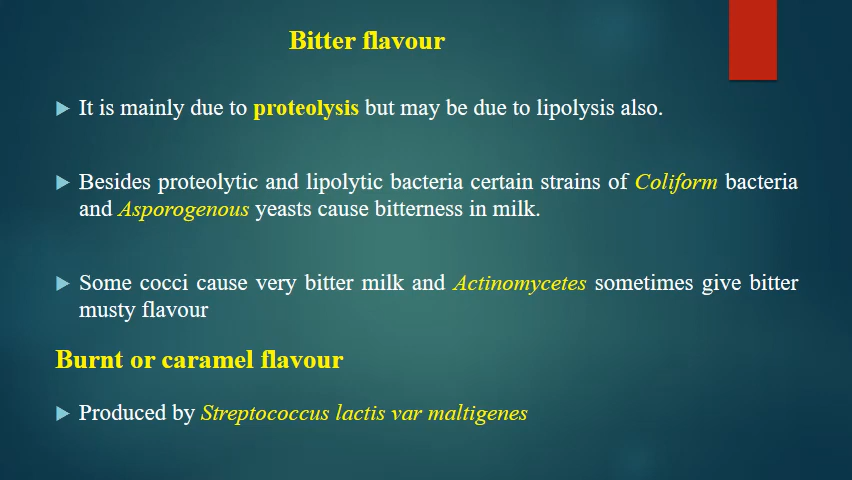 Bitter flavour
It is mainly due to proteolysis but may be due to lipolysis also.
Besides proteolytic and lipolytic bacteria certain strains of Coliform bacteria
and Asporogenous yeasts cause bitterness in milk.
Some cocci cause very bitter milk and Actinomycetes sometimes give bitter
musty flavour
Burnt or caramel flavour
Produced by Streptococcus lactis var maltigenes